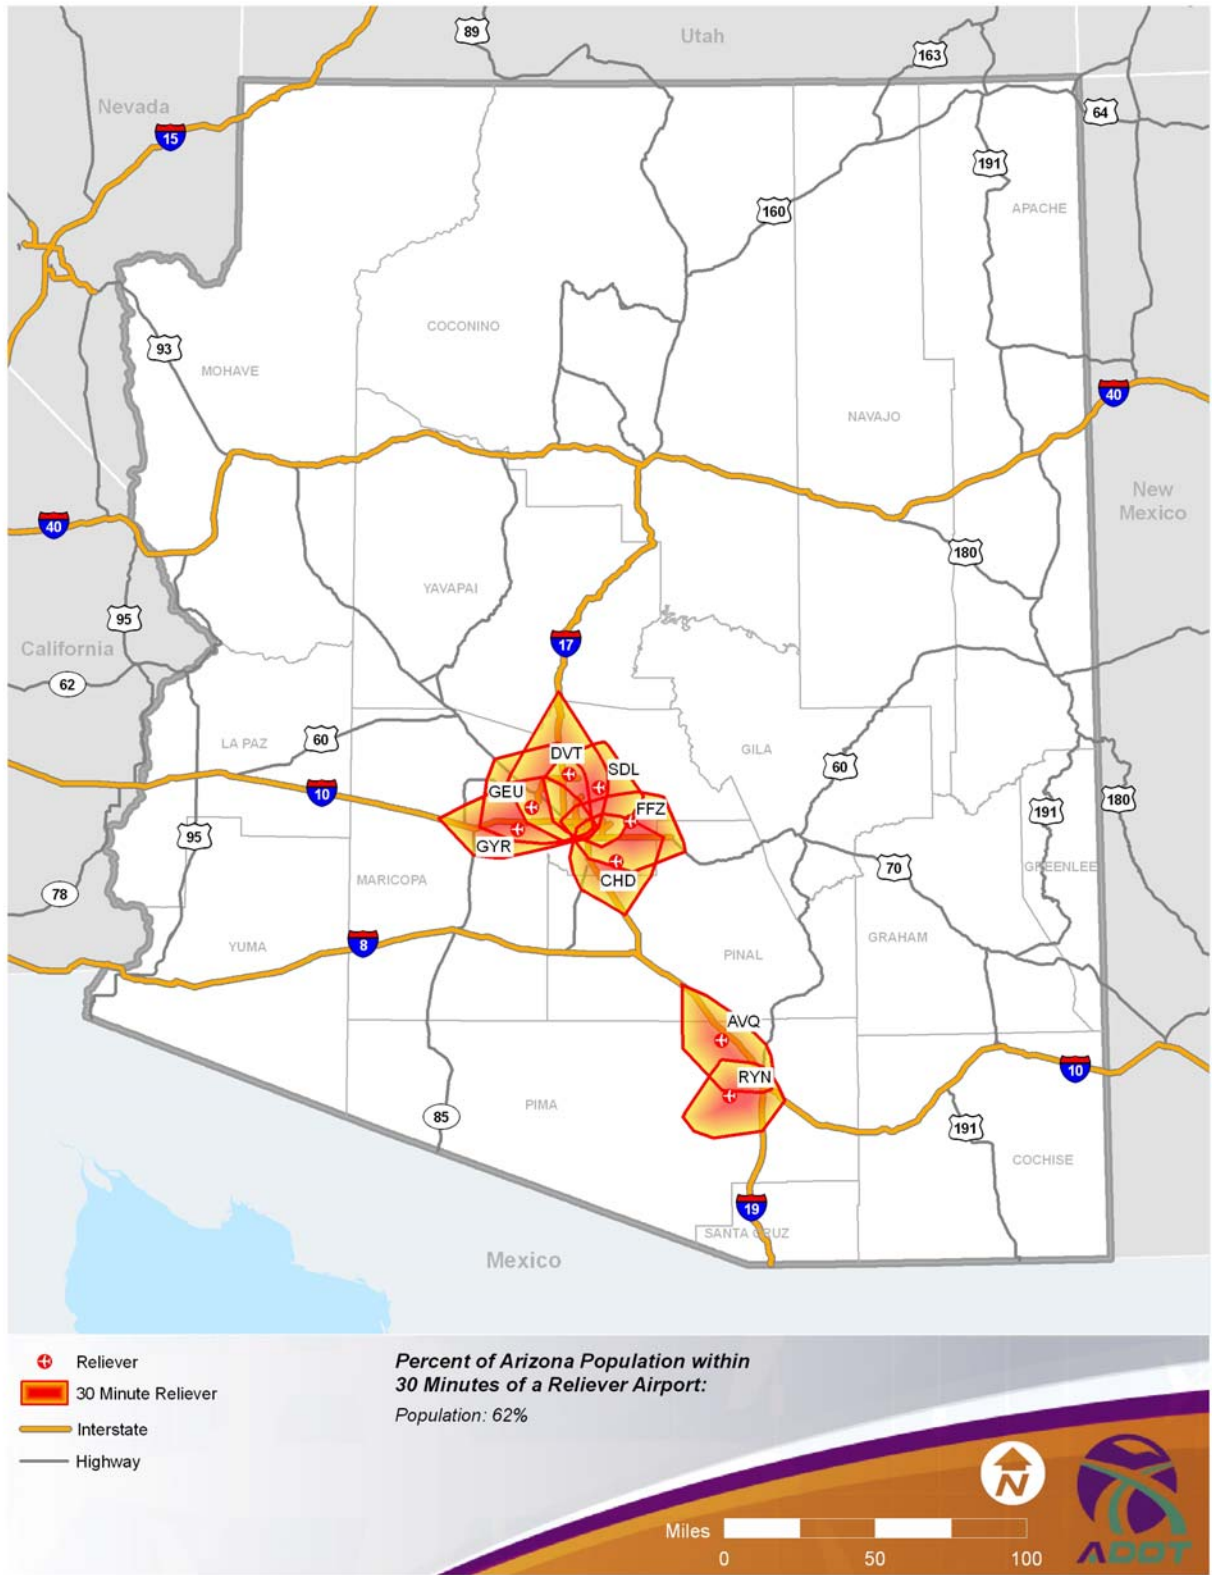 89
Utah
163
Nevada
64
15
191
160
APACHE
COCONINO
93
MOHAVE
40
NAVAJO
New
Mexico
40
180
YAVAPAI
95
17
California
62
LA PAZ
60
GILA
DVT
60
SDL
10
GEU
FFZ
180
191
95
GYR
CHD
MARICOPA
70
GREENLEE
78
YUMA
8
PINAL
GRAHAM
AVQ
RYN
10
PIMA
85
191
COCHISE
19
SANTA CRUZ
Mexico
Reliever
30 Minute Reliever
Interstate
Highway
Percent of Arizona Population within
30 Minutes of a Reliever Airport:
Population: 62%
N
Miles
0 50 100
ADOT